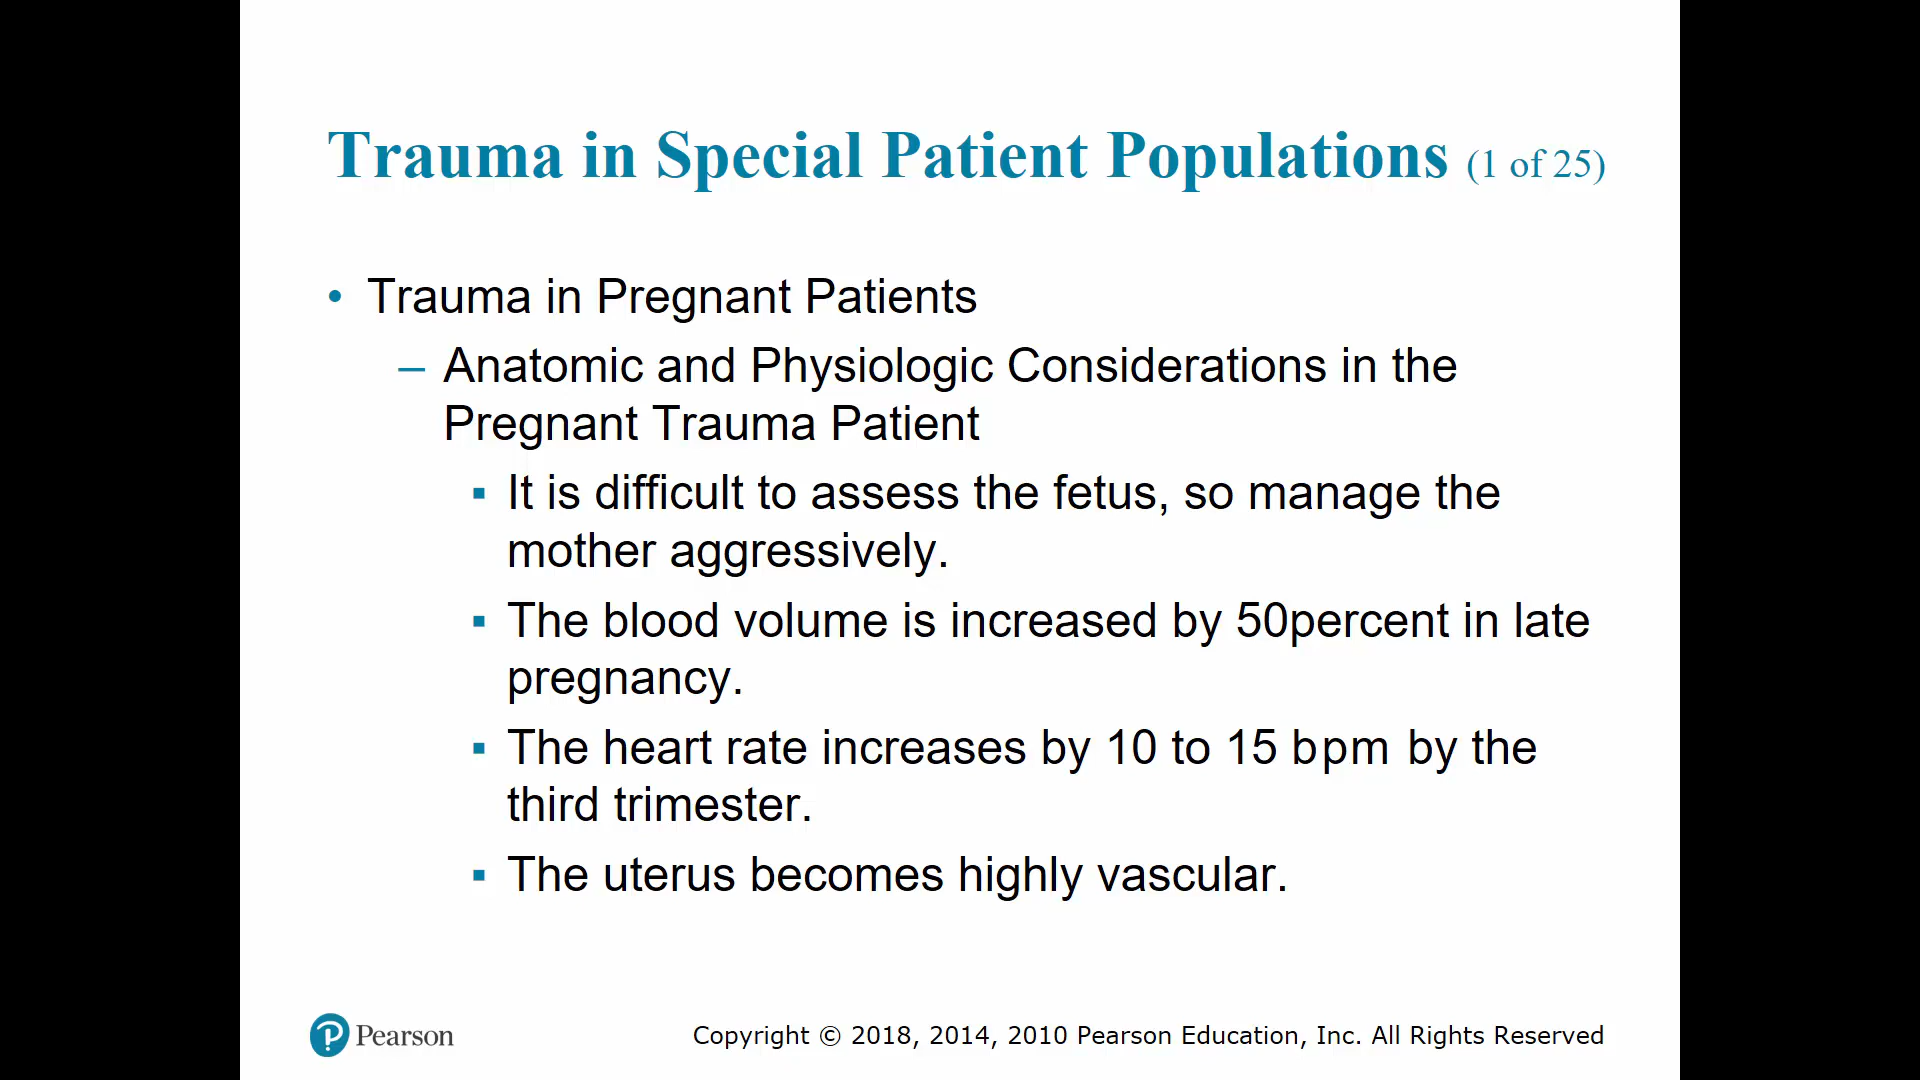 Trauma in Special Patient Populations (1 of 25)
• Trauma in Pregnant Patients
– Anatomic and Physiologic Considerations in the
Pregnant Trauma Patient
▪ It is difficult to assess the fetus, so manage the
mother aggressively.
▪ The blood volume is increased by 50percent in late
pregnancy.
▪ The heart rate increases by 10 to 15 bpm by the
third trimester.
▪ The uterus becomes highly vascular.
P Pearson
Copyright © 2018, 2014, 2010 Pearson Education, Inc. All Rights Reserved